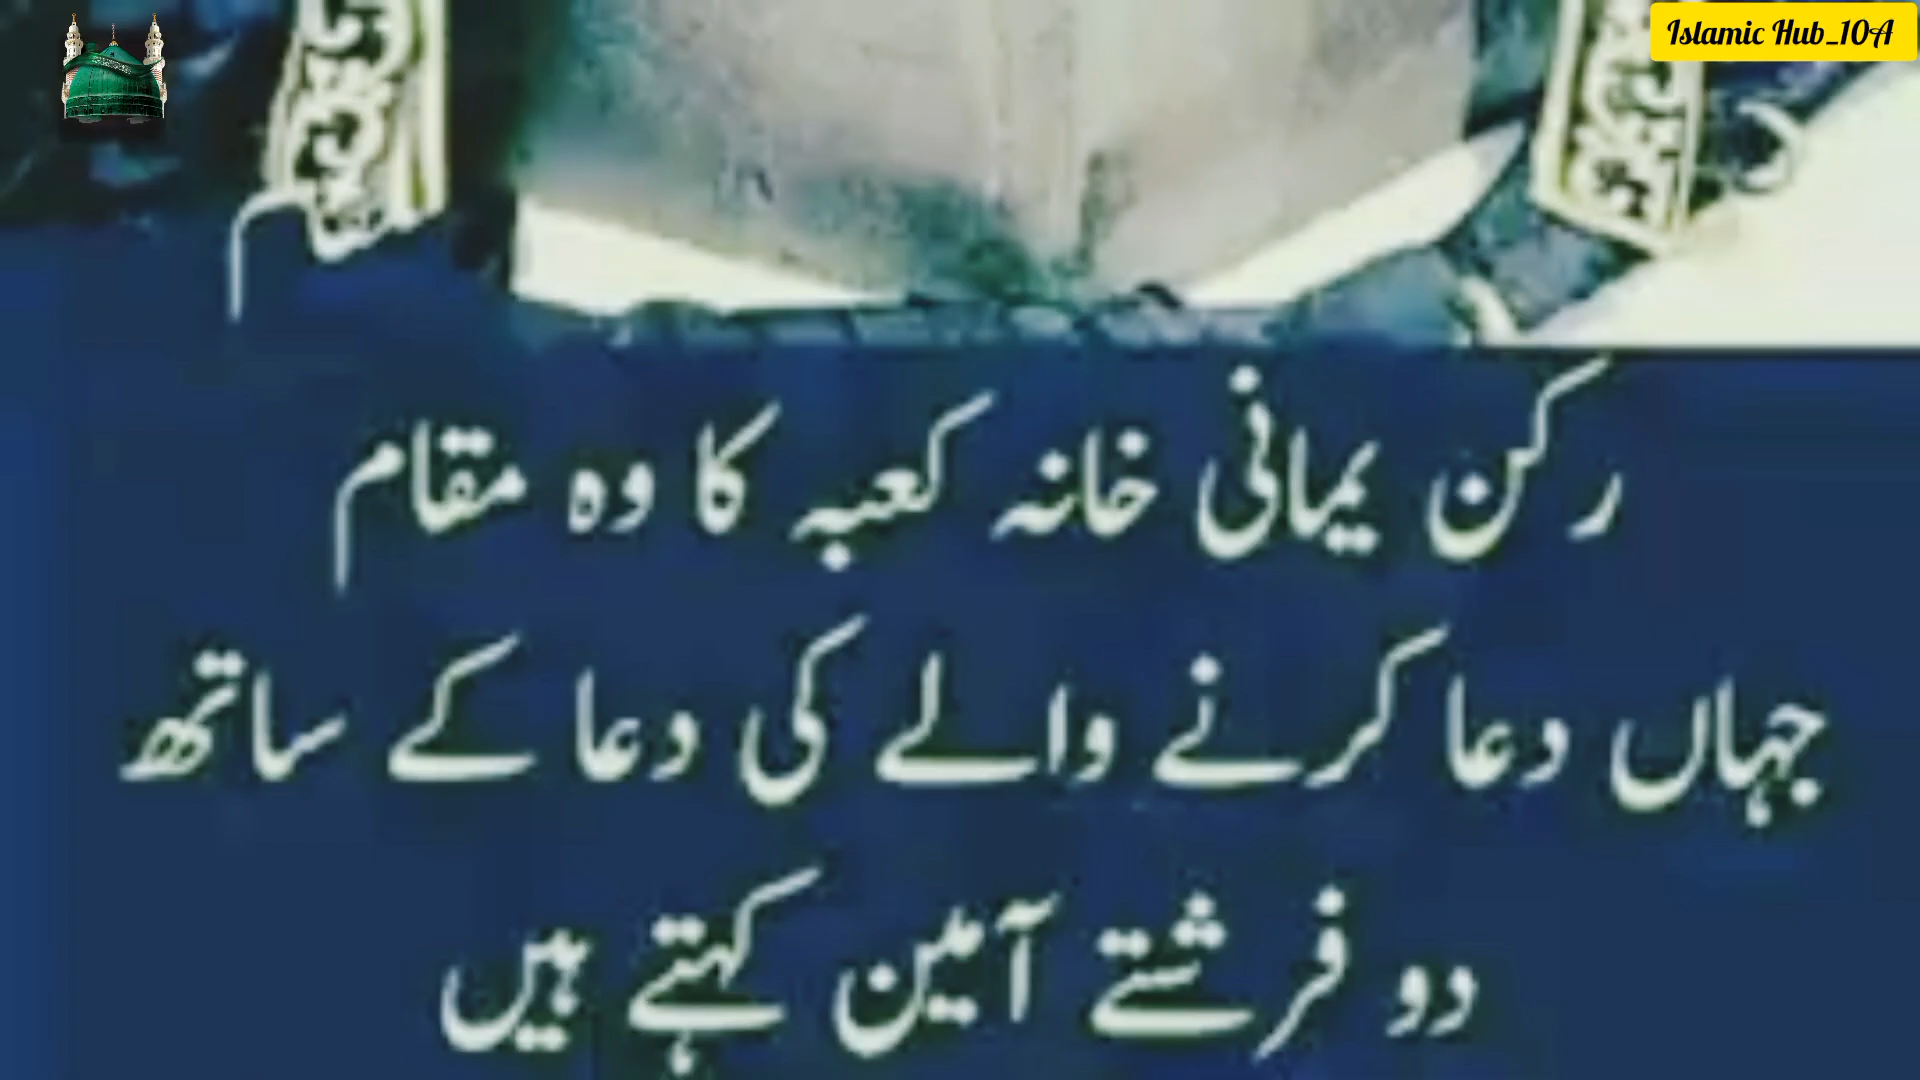 Islamic Hub_10A
رکن یمانی خانہ کعبہ کا وہ مقام
جہاں دعا کرنے والے کی دعا کے ساتھ
دو فرشتے آمین کہتے ہیں